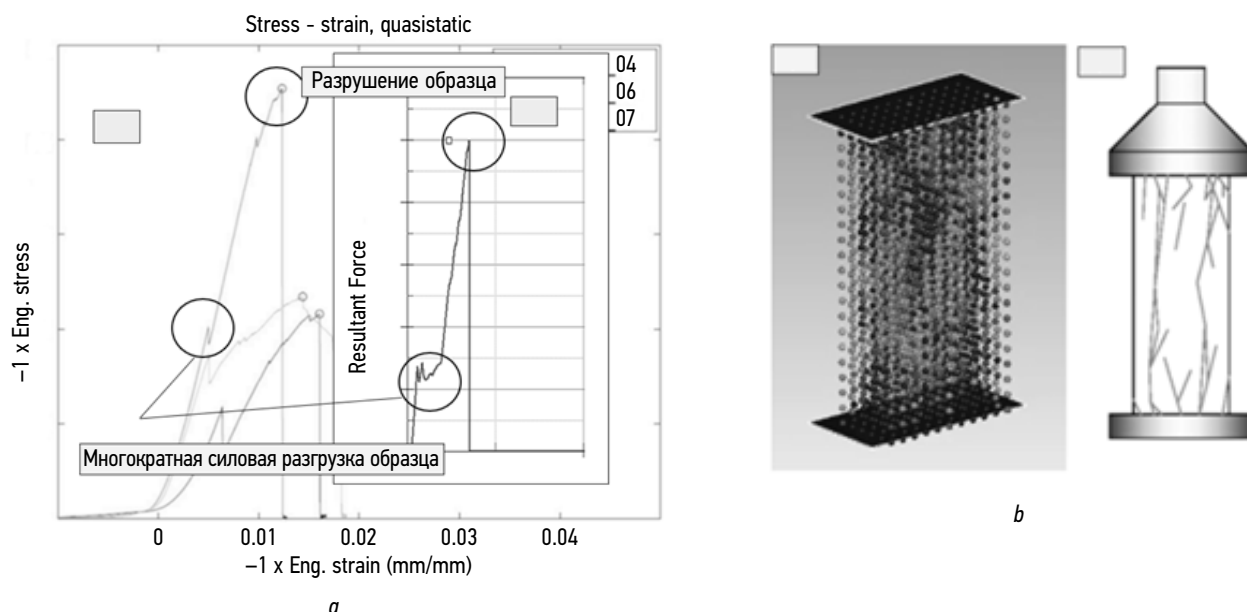 Stress - strain, quasistatic
04
06
07
Разрушение образца
Resultant Force
–1 x Eng. stress
Многократная силовая разгрузка образца
0
0.01
0.02
0.03
0.04
–1 x Eng. strain (mm/mm)
a
b